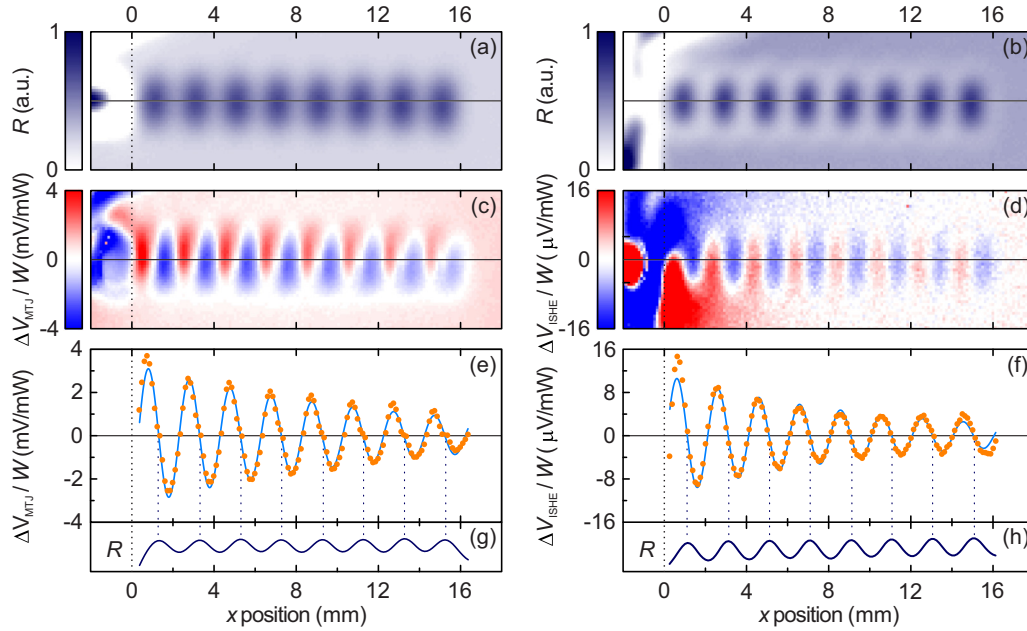 0 4 8 12 16
0 4 8 12 16
1
R (a.u.)
0
(a)
1
R (a.u.)
0
(b)
4
0
-4
ΔV_MTJ / W (mV/mW)
(c)
16
0
-16
ΔV_ISHE / W (μV/mW)
(d)
4
2
0
-2
-4
ΔV_MTJ / W (mV/mW)
(e)
16
8
0
-8
-16
ΔV_ISHE / W (μV/mW)
(f)
R
(g)
R
(h)
0 4 8 12 16
0 4 8 12 16
x position (mm)
x position (mm)